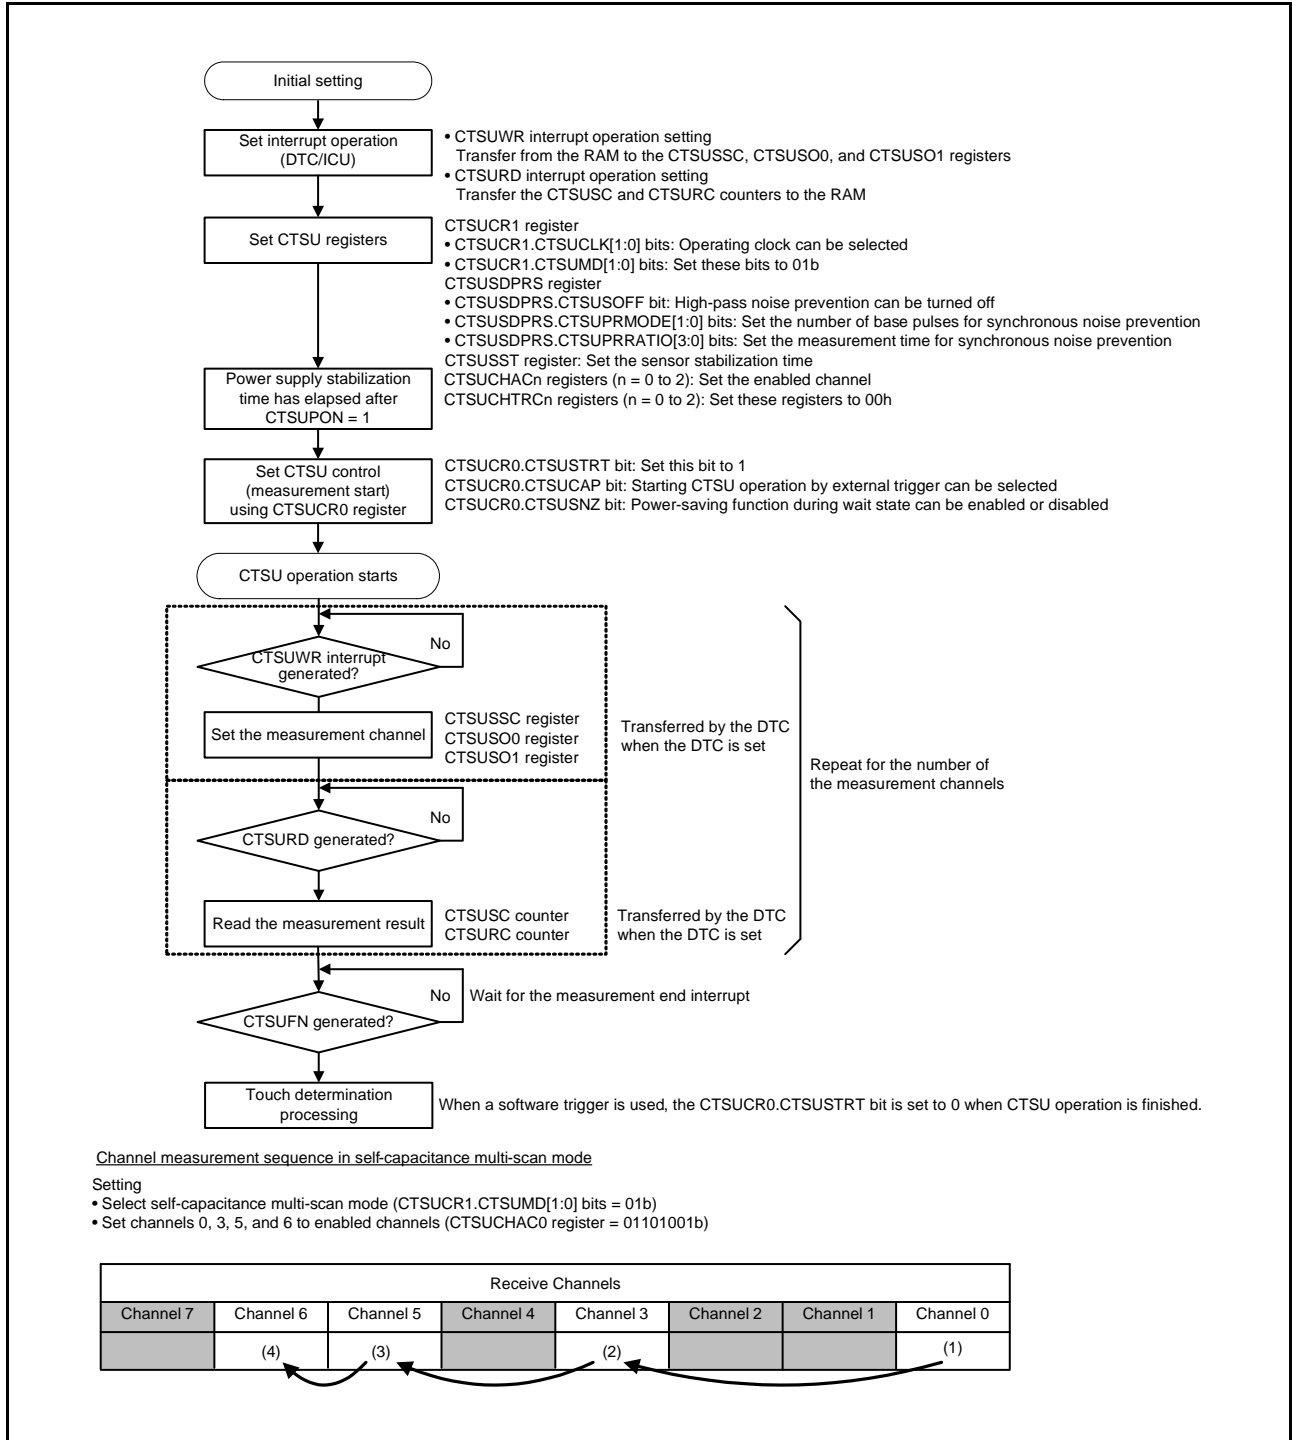 Initial setting
Set interrupt operation
(DTC/ICU)
• CTSUWR interrupt operation setting
Transfer from the RAM to the CTSUSSC, CTSUSO0, and CTSUSO1 registers
• CTSURD interrupt operation setting
Transfer the CTSUSC and CTSURC counters to the RAM
Set CTSU registers
CTSUCR1 register
• CTSUCR1.CTSUCLK[1:0] bits: Operating clock can be selected
• CTSUCR1.CTSUMD[1:0] bits: Set these bits to 01b
CTSUSDPRS register
• CTSUSDPRS.CTSUSOFF bit: High-pass noise prevention can be turned off
• CTSUSDPRS.CTSUPRMODE[1:0] bits: Set the number of base pulses for synchronous noise prevention
• CTSUSDPRS.CTSUPRRATIO[3:0] bits: Set the measurement time for synchronous noise prevention
CTSUSST register: Set the sensor stabilization time
CTSUCHACn registers (n = 0 to 2): Set the enabled channel
CTSUCHTRCn registers (n = 0 to 2): Set these registers to 00h
Power supply stabilization
time has elapsed after
CTSUPON = 1
Set CTSU control
(measurement start)
using CTSUCR0 register
CTSUCR0.CTSUSTRT bit: Set this bit to 1
CTSUCR0.CTSUCAP bit: Starting CTSU operation by external trigger can be selected
CTSUCR0.CTSUSNZ bit: Power-saving function during wait state can be enabled or disabled
CTSU operation starts
No
CTSUWR interrupt
generated?
Set the measurement channel
CTSUSSC register
CTSUSO0 register
CTSUSO1 register
Transferred by the DTC
when the DTC is set
Repeat for the number of
the measurement channels
No
CTSURD generated?
Read the measurement result
CTSUSC counter
CTSURC counter
Transferred by the DTC
when the DTC is set
No
Wait for the measurement end interrupt
CTSUFN generated?
Touch determination
processing
When a software trigger is used, the CTSUCR0.CTSUSTRT bit is set to 0 when CTSU operation is finished.
Channel measurement sequence in self-capacitance multi-scan mode
Setting
• Select self-capacitance multi-scan mode (CTSUCR1.CTSUMD[1:0] bits = 01b)
• Set channels 0, 3, 5, and 6 to enabled channels (CTSUCHAC0 register = 01101001b)
Receive Channels
Channel 7 Channel 6 Channel 5 Channel 4 Channel 3 Channel 2 Channel 1 Channel 0
(4) (3) (2) (1)